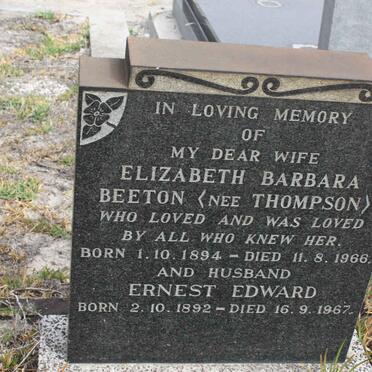 IN LOVING MEMORY
OF
MY DEAR WIFE
ELIZABETH BARBARA
BEETON (NEE THOMPSON)
WHO LOVED AND WAS LOVED
BY ALL WHO KNEW HER.
BORN 1.10.1894 – DIED 11.8.1966.
AND HUSBAND
ERNEST EDWARD
BORN 2.10.1892 – DIED 16.9.1967.